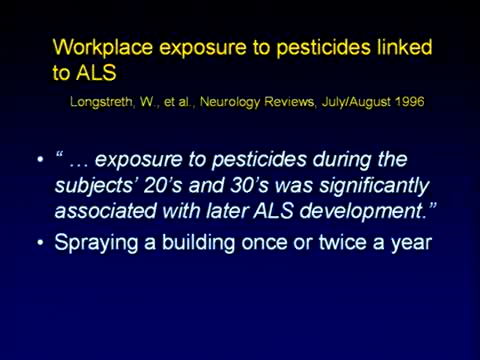 Workplace exposure to pesticides linked
to ALS
Longstreth, W., et al., Neurology Reviews, July/August 1996
• “ … exposure to pesticides during the
subjects’ 20’s and 30’s was significantly
associated with later ALS development.”
• Spraying a building once or twice a year